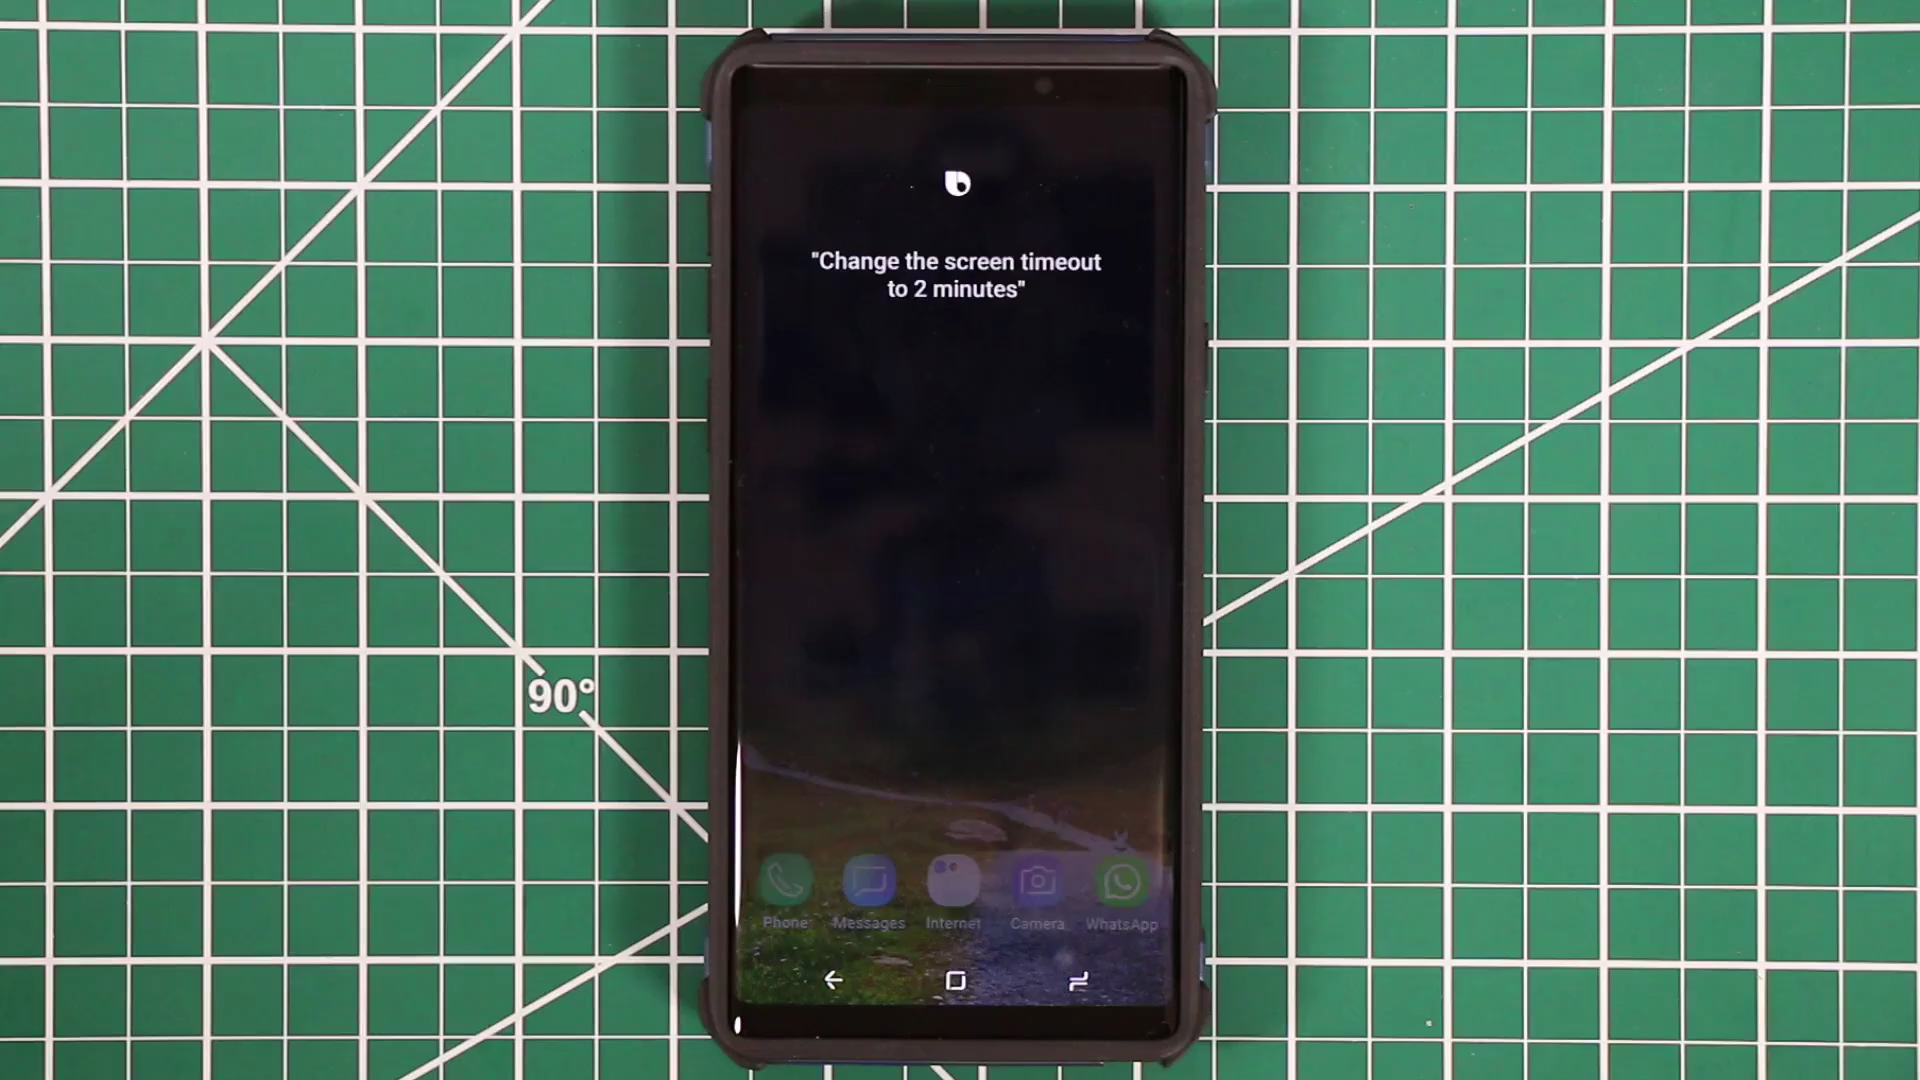 "Change the screen timeout
to 2 minutes"
90°
Phone
Messages
Internet
Camera
WhatsApp